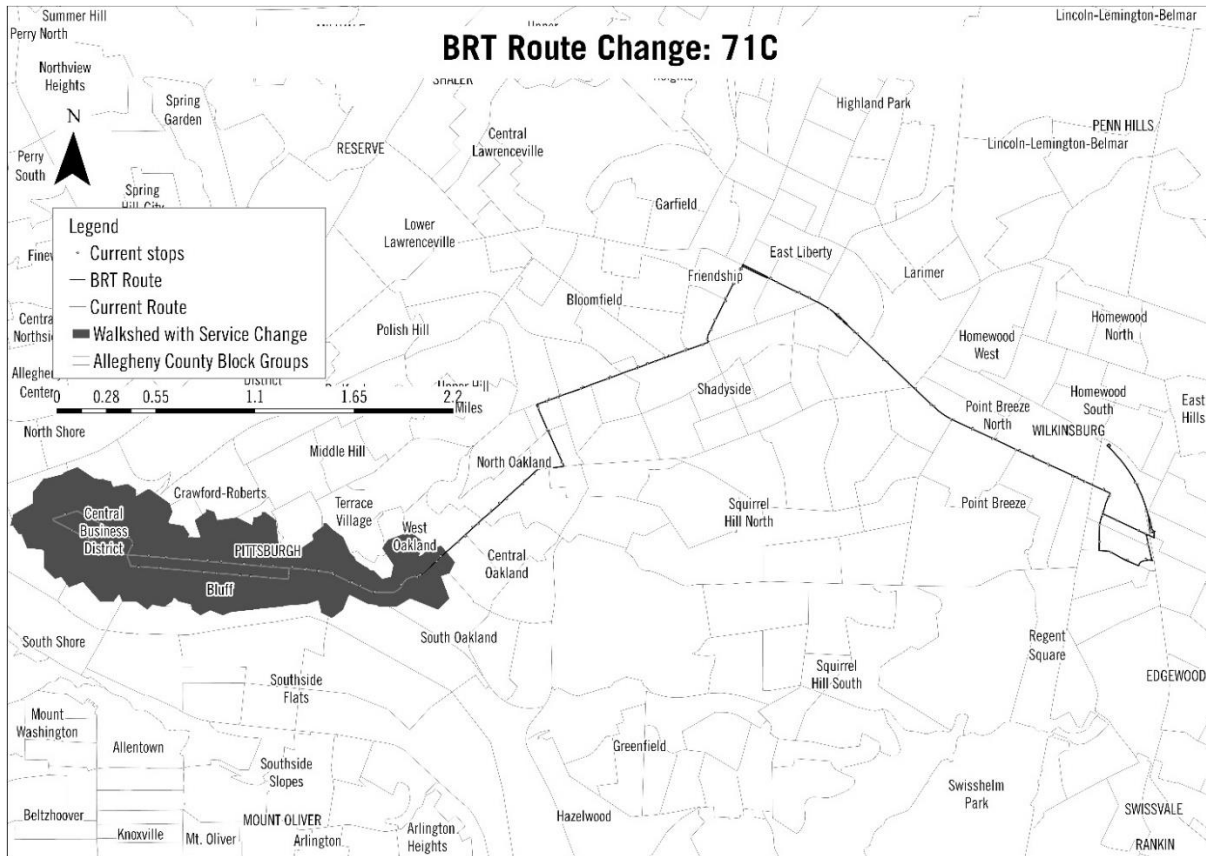 Summer Hill
Lincoln-Lemington-Belmar
Perry North
BRT Route Change: 71C
Northview
Heights
Spring
Garden
SHALER
Highland Park
Central
Lawrenceville
PENN HILLS
Lincoln-Lemington-Belmar
N
RESERVE
Perry
South
Spring
Garfield
Lower
Lawrenceville
Legend
Current stops
BRT Route
Current Route
Walkshed with Service Change
Allegheny County Block Groups
East Liberty
Friendship
Larimer
Bloomfield
Central
Northside
Polish Hill
Homewood
North
Homewood
West
Allegheny
Center
District
0 0.28 0.55 1.1 1.65 2.2
Miles
Shadyside
Homewood
South
East
Hills
Point Breeze
North
WILKINSBURG
North Shore
Middle Hill
North Oakland
Crawford-Roberts
Terrace
Village
Squirrel
Hill North
Point Breeze
Central
Business
District
West
Oakland
PITTSBURGH
Central
Oakland
Bluff
South Shore
South Oakland
Regent
Square
Squirrel
Hill South
EDGEWOOD
Southside
Flats
Mount
Washington
Allentown
Greenfield
Southside
Slopes
Swisshelm
Park
Beltzhoover
Knoxville
Mt. Oliver
MOUNT OLIVER
Arlington
Arlington
Heights
Hazelwood
SWISSVALE
RANKIN